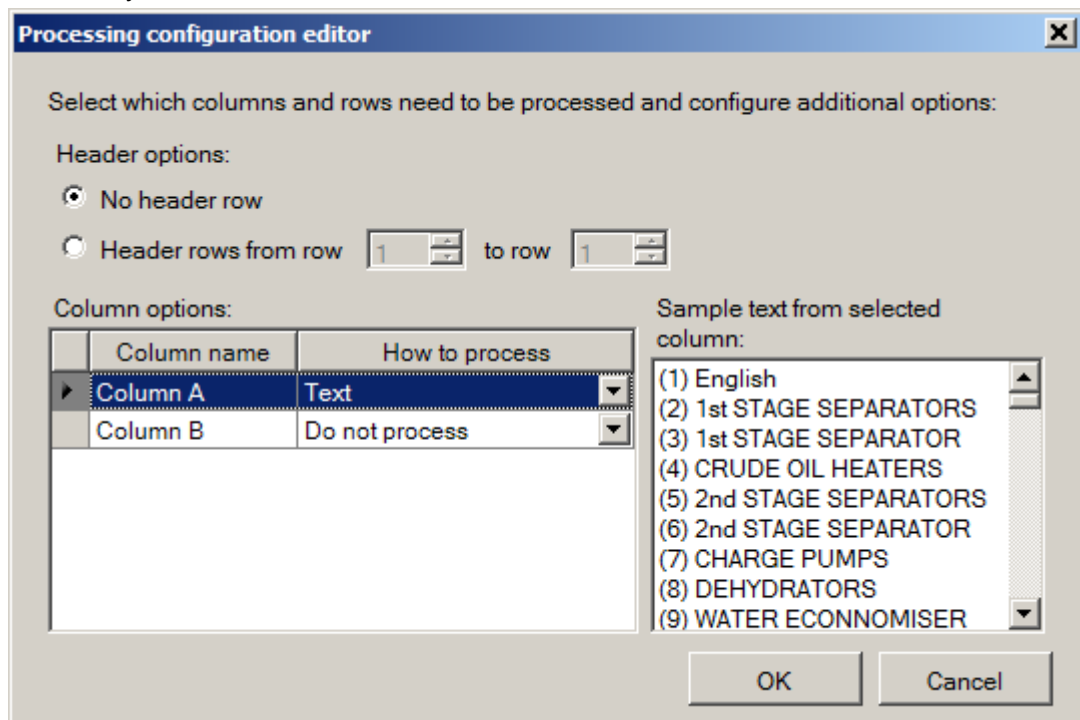 Processing configuration editor
Select which columns and rows need to be processed and configure additional options:
Header options:
No header row
Header rows from row 1 to row 1
Column options:
Column name How to process
Column A Text
Column B Do not process
Sample text from selected
column:
(1) English
(2) 1st STAGE SEPARATORS
(3) 1st STAGE SEPARATOR
(4) CRUDE OIL HEATERS
(5) 2nd STAGE SEPARATORS
(6) 2nd STAGE SEPARATOR
(7) CHARGE PUMPS
(8) DEHYDRATORS
(9) WATER ECONNOMISER
OK Cancel